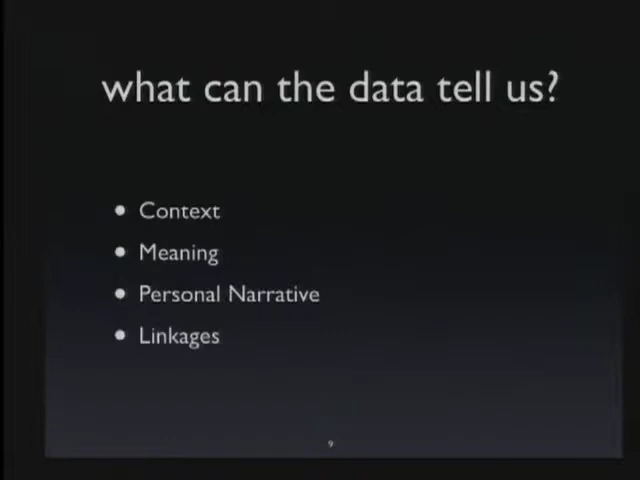 what can the data tell us?
• Context
• Meaning
• Personal Narrative
• Linkages
9